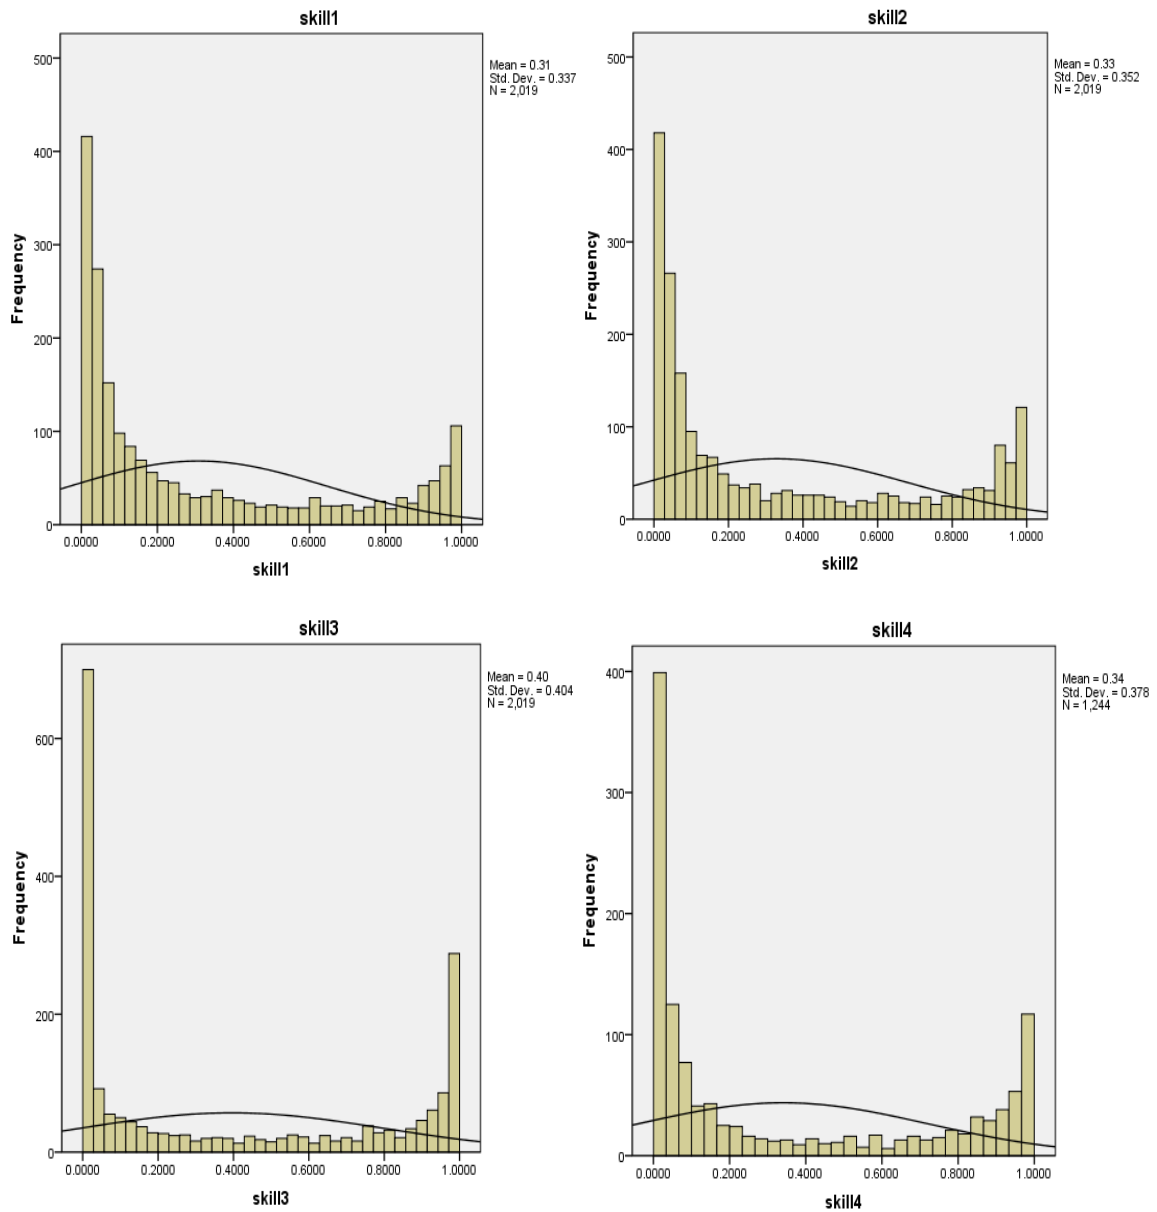 skill1
500
400
300
200
100
0
Frequency
Mean = 0.31
Std. Dev. = 0.337
N = 2,019
0.0000 0.2000 0.4000 0.6000 0.8000 1.0000
skill1
skill2
500
400
300
200
100
0
Frequency
Mean = 0.33
Std. Dev. = 0.352
N = 2,019
0.0000 0.2000 0.4000 0.6000 0.8000 1.0000
skill2
skill3
600
400
200
0
Frequency
Mean = 0.40
Std. Dev. = 0.404
N = 2,019
0.0000 0.2000 0.4000 0.6000 0.8000 1.0000
skill3
skill4
400
300
200
100
0
Frequency
Mean = 0.34
Std. Dev. = 0.378
N = 1,244
0.0000 0.2000 0.4000 0.6000 0.8000 1.0000
skill4